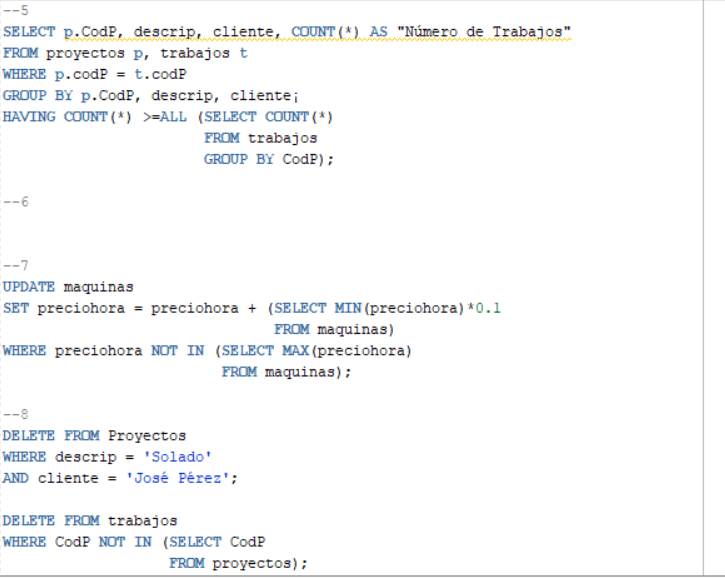 --5
SELECT p.CodP, descrip, cliente, COUNT(*) AS "Número de Trabajos"
FROM proyectos p, trabajos t
WHERE p.codP = t.codP
GROUP BY p.CodP, descrip, cliente;
HAVING COUNT(*) >=ALL (SELECT COUNT(*)
FROM trabajos
GROUP BY CodP);
--6
--7
UPDATE maquinas
SET preciohora = preciohora + (SELECT MIN(preciohora)*0.1
FROM maquinas)
WHERE preciohora NOT IN (SELECT MAX(preciohora)
FROM maquinas);
--8
DELETE FROM Proyectos
WHERE descrip = 'Solado'
AND cliente = 'José Pérez';
DELETE FROM trabajos
WHERE CodP NOT IN (SELECT CodP
FROM proyectos);